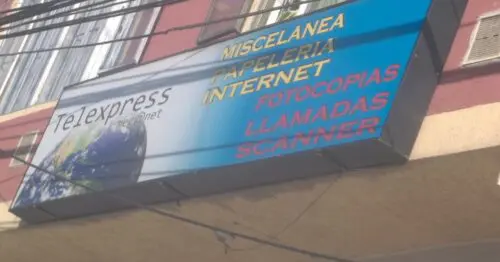 Telexpress
MISCELANEA
PAPELERIA
INTERNET
FOTOCOPIAS
LLAMADAS
SCANNER